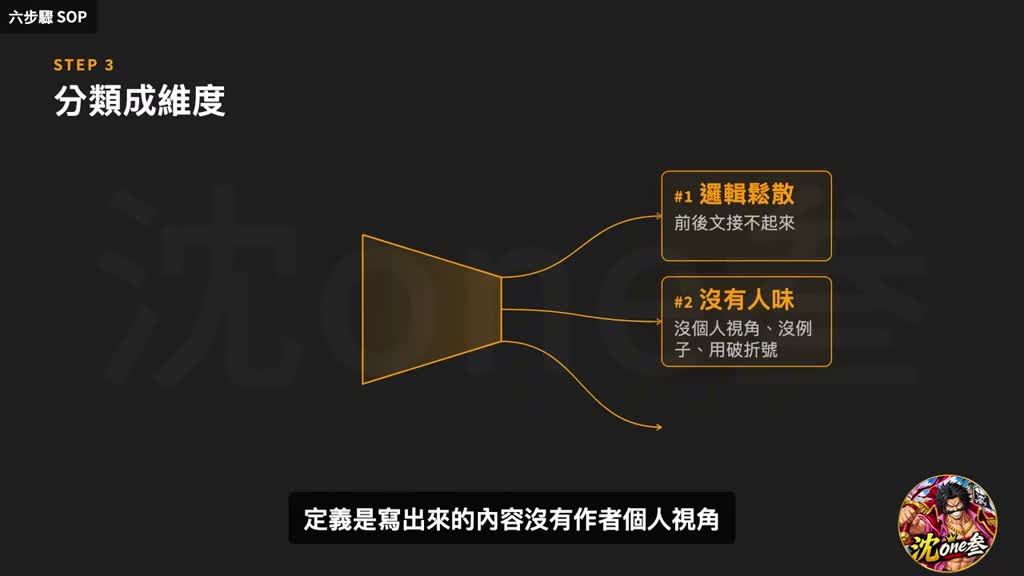 六步驟 SOP
STEP 3
分類成維度
#1 邏輯鬆散
前後文接不起來
#2 沒有人味
沒個人視角、沒例
子、用破折號
沈one叁
定義是寫出來的內容沒有作者個人視角
沈one叁